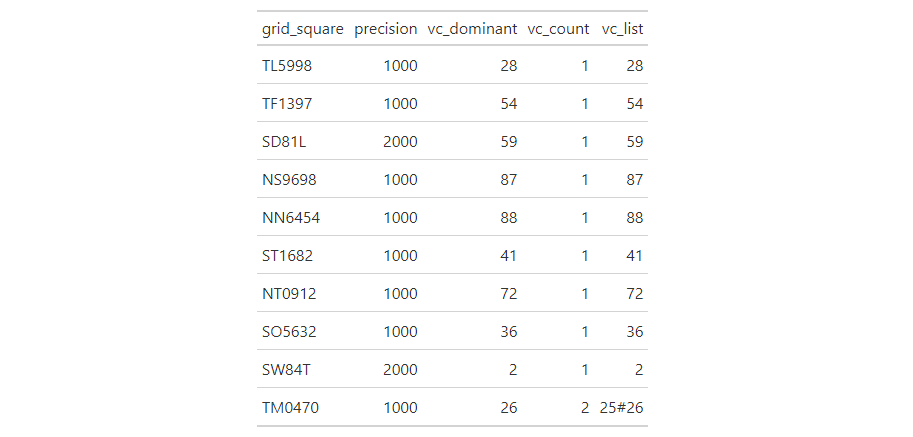 grid_square precision vc_dominant vc_count vc_list
TL5998 1000 28 1 28
TF1397 1000 54 1 54
SD81L 2000 59 1 59
NS9698 1000 87 1 87
NN6454 1000 88 1 88
ST1682 1000 41 1 41
NT0912 1000 72 1 72
SO5632 1000 36 1 36
SW84T 2000 2 1 2
TM0470 1000 26 2 25#26